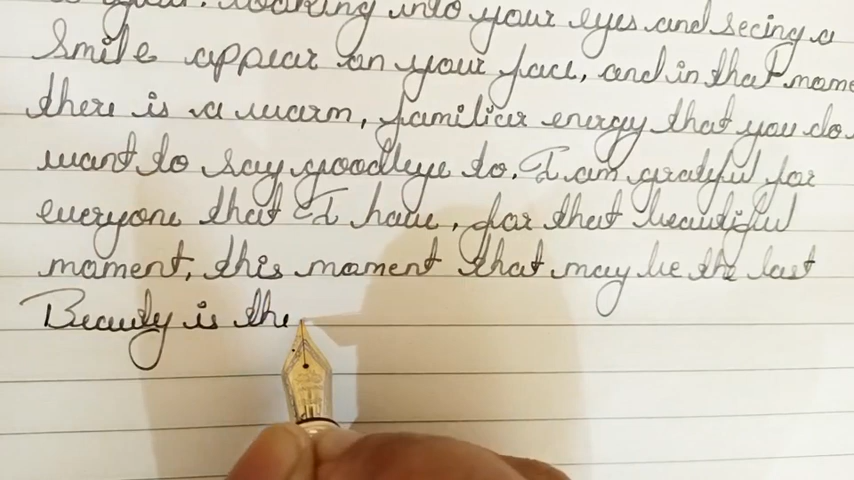 looking into your eyes and seeing a
Smile appear on your face, and in that mome
there is a warm, familiar energy that you do
want to say goodbye to. I am grateful for
everyone that I have, for that beautiful
moment, this moment that may be the last
Beauty is the